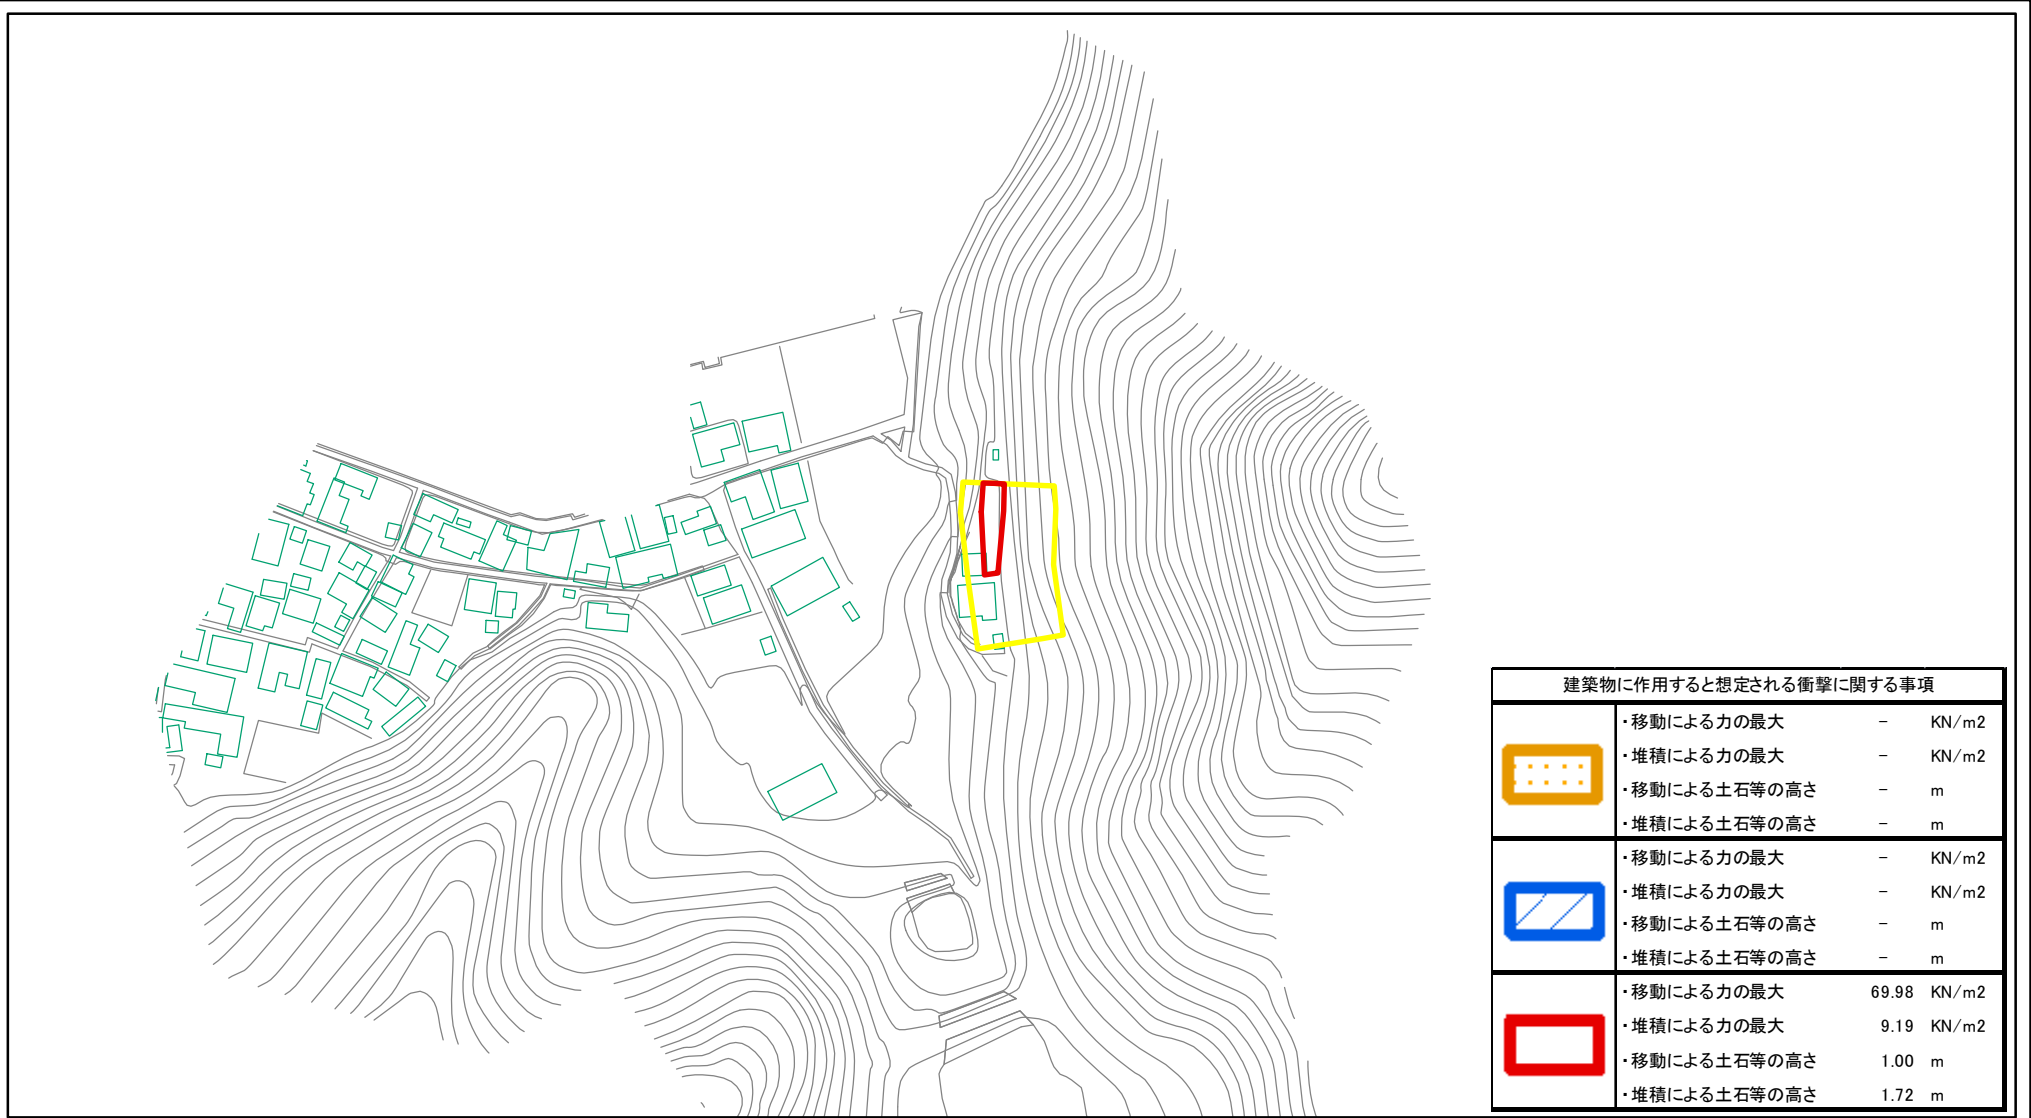 建築物に作用すると想定される衝撃に関する事項
・移動による力の最大 － KN/m2
・堆積による力の最大 － KN/m2
・移動による土石等の高さ － m
・堆積による土石等の高さ － m
・移動による力の最大 － KN/m2
・堆積による力の最大 － KN/m2
・移動による土石等の高さ － m
・堆積による土石等の高さ － m
・移動による力の最大 69.98 KN/m2
・堆積による力の最大 9.19 KN/m2
・移動による土石等の高さ 1.00 m
・堆積による土石等の高さ 1.72 m